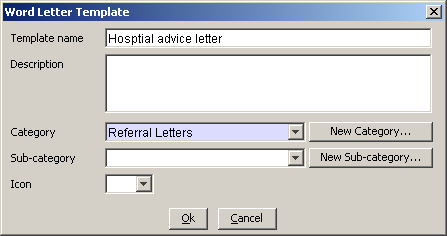 Word Letter Template
Template name Hosptial advice letter
Description
Category Referral Letters New Category...
Sub-category New Sub-category...
Icon
Ok Cancel